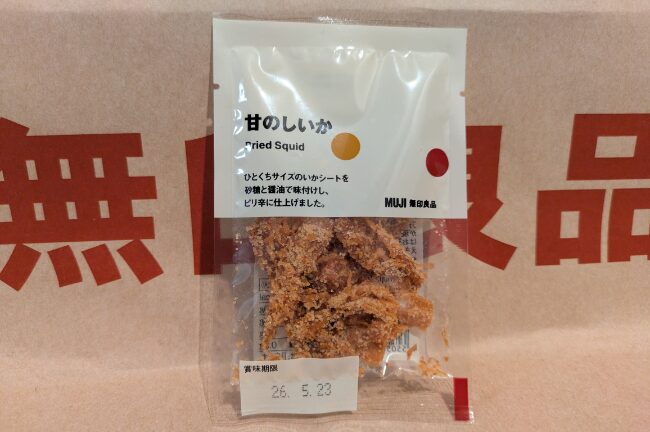 無印良品
甘のしいか
Dried Squid
ひとくちサイズのいかシートを
砂糖と醤油で味付けし、
ピリ辛に仕上げました。
MUJI 無印良品
賞味期限
26. 5.23